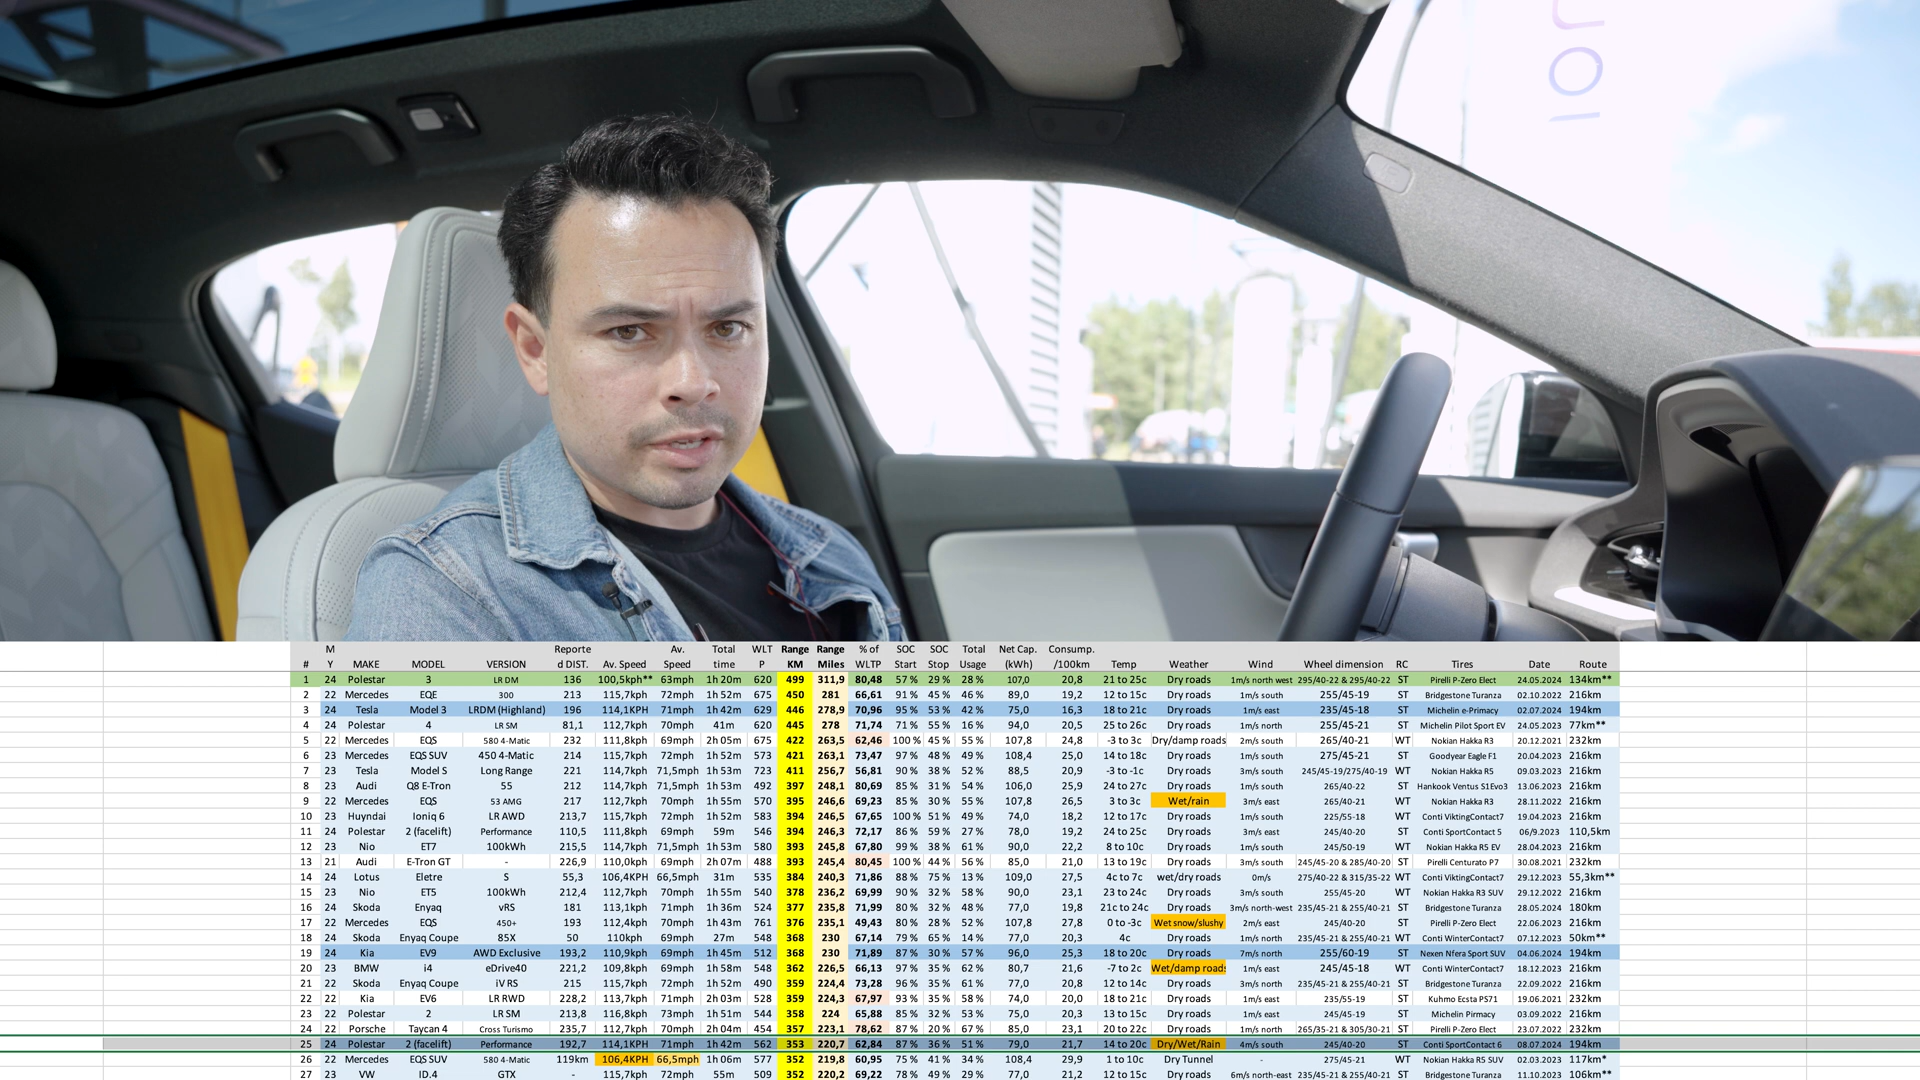 M Reporte Av. Total WLT Range Range % of SOC SOC Total Net Cap. Consump.
# Y MAKE MODEL VERSION d DIST. Av. Speed Speed time P KM Miles WLTP Start Stop Usage (kWh) /100km Temp Weather Wind Wheel dimension RC Tires Date Route
1 24 Polestar 3 LR DM 136 100,5kph** 63mph 1h 20m 620 499 311,9 80,48 57 % 29 % 28 % 107,0 20,8 21 to 25c Dry roads 1m/s north west 295/40-22 & 295/40-22 ST Pirelli P-Zero Elect 24.05.2024 134km**
2 22 Mercedes EQE 300 213 115,7kph 72mph 1h 52m 675 450 281 66,61 91 % 45 % 46 % 89,0 19,2 12 to 15c Dry roads 1m/s south 255/45-19 ST Bridgestone Turanza 02.10.2022 216km
3 24 Tesla Model 3 LRDM (Highland) 196 114,1KPH 71mph 1h 42m 629 446 278,9 70,96 95 % 53 % 42 % 75,0 16,3 18 to 21c Dry roads 1m/s east 235/45-18 ST Michelin e-Primacy 02.07.2024 194km
4 24 Polestar 4 LR SM 81,1 112,7kph 70mph 41m 620 445 278 71,74 71 % 55 % 16 % 94,0 20,5 25 to 26c Dry roads 1m/s north ST Michelin Pilot Sport EV 24.05.2023 77km**
5 22 Mercedes EQS 580 4-Matic 232 111,8kph 69mph 2h 05m 675 422 263,5 62,46 100 % 45 % 55 % 107,8 24,8 -3 to 3c Dry/damp roads 2m/s south 265/40-21 WT Nokian Hakka R3 20.12.2021 232km
6 23 Mercedes EQS SUV 450 4-Matic 214 115,7kph 72mph 1h 52m 573 421 263,1 73,47 97 % 48 % 49 % 108,4 25,0 14 to 18c Dry roads 1m/s south 275/45-21 ST Goodyear Eagle F1 20.04.2023 216km
7 23 Tesla Model S Long Range 221 114,7kph 71,5mph 1h 53m 723 411 256,7 56,81 90 % 38 % 52 % 88,5 20,9 -3 to -1c Dry roads 3m/s south 245/45-19/275/40-19 WT Nokian Hakka R5 09.03.2023 216km
8 23 Audi Q8 E-Tron 55 212 114,7kph 71,5mph 1h 53m 492 397 248,1 80,69 85 % 31 % 54 % 106,0 25,9 24 to 27c Dry roads 265/40-22 ST Hankook Ventus S1Evo3 13.06.2023 216km
9 22 Mercedes EQS 53 AMG 217 112,7kph 70mph 1h 55m 570 395 246,6 69,23 85 % 30 % 55 % 107,8 26,5 3 to 3c Wet/rain 3m/s east 265/40-21 WT Nokian Hakka R3 28.11.2022 216km
10 23 Huyndai Ioniq 6 LR AWD 213,7 115,7kph 72mph 1h 52m 583 394 246,5 67,65 100 % 51 % 49 % 74,0 18,2 12 to 17c Dry roads 1m/s south 225/55-18 WT Conti ViktingContact7 19.04.2023 216km
11 24 Polestar 2 (facelift) Performance 110,5 111,8kph 69mph 59m 546 394 246,3 72,17 86 % 59 % 27 % 78,0 19,2 24 to 25c Dry roads 3m/s east 245/40-20 ST Conti SportContact 5 06/9.2023 110,5km
12 23 Nio ET7 100kWh 215,5 114,7kph 71,5mph 1h 53m 580 393 245,8 67,80 99 % 38 % 61 % 90,0 22,7 8 to 10c Dry roads 1m/s south 245/50-19 WT Nokian Hakka R5 EV 28.04.2023 216km
13 21 Audi E-Tron GT - 226,9 110,0kph 69mph 2h 07m 488 393 245,4 80,45 100 % 44 % 56 % 85,0 21,0 13 to 19c Dry roads 3m/s south 245/45-20 & 285/40-20 ST Pirelli Centurato P7 30.08.2021 232km
14 24 Lotus Eletre S 55,3 106,4KPH 66,5mph 31m 535 384 240,3 71,86 88 % 75 % 13 % 109,0 27,5 4c to 7c wet/dry roads 0m/s 275/40-22 & 315/35-22 WT Conti VikingContact7 29.12.2023 55,3km**
15 23 Nio ET5 100kWh 212,4 112,7kph 70mph 1h 55m 540 378 236,2 69,99 90 % 32 % 58 % 90,0 23,1 23 to 24c Dry roads 3m/s south 255/45-20 WT Nokian Hakka R3 SUV 29.12.2022 216km
16 24 Skoda Enyaq vRS 181 113,1kph 71mph 1h 36m 524 377 235,8 71,99 80 % 32 % 48 % 77,0 19,8 21c to 24c Dry roads 3m/s north-west 235/45-21 & 255/40-21 ST Bridgestone Turanza 28.05.2024 180km
17 22 Mercedes EQS 450+ 193 112,4kph 70mph 1h 43m 761 376 235,1 49,43 80 % 28 % 52 % 107,8 27,8 0 to -3c Wet snow/slushy 2m/s east 245/40-20 ST Pirelli P-Zero Elect 22.06.2023 216km
18 24 Skoda Enyaq Coupe 85X 50 110kph 69mph 27m 548 368 230 67,14 79 % 65 % 14 % 77,0 20,3 4c Dry roads 1m/s north 235/45-21 & 255/40-21 WT Conti WinterContact7 07.12.2023 50km**
19 24 Kia EV9 AWD Exclusive 193,2 110,9kph 69mph 1h 45m 512 368 230 71,89 87 % 30 % 57 % 96,0 25,3 18 to 20c Dry roads 7m/s north 255/60-19 ST Nexen Nfera Sport SUV 04.06.2024 194km
20 23 BMW i4 eDrive40 221,2 109,8kph 69mph 1h 58m 548 362 226,5 66,13 97 % 35 % 62 % 80,7 21,6 -7 to 2c Wet/damp roads 1m/s east 245/45-18 WT Conti WinterContact7 18.12.2023 216km
21 22 Skoda Enyaq Coupe iV RS 215 115,7kph 72mph 1h 52m 490 359 224,4 73,28 96 % 35 % 61 % 77,0 20,8 12 to 14c Dry roads 3m/s north 235/45-21 & 255/40-21 ST Bridgestone Turanza 22.09.2022 216km
22 22 Kia EV6 LR RWD 228,2 113,7kph 71mph 2h 03m 528 359 224,3 67,97 93 % 35 % 58 % 74,0 20,0 18 to 21c Dry roads 1m/s east 235/55-19 ST Kuhmo Ecsta PS71 19.06.2021 232km
23 22 Polestar 2 LR SM 213,8 116,8kph 73mph 1h 51m 544 358 224 65,88 85 % 32 % 53 % 75,0 20,3 13 to 15c Dry roads 1m/s north 245/45-19 ST Michelin Pirmacy 03.09.2022 216km
24 22 Porsche Taycan 4 Cross Turismo 235,7 112,7kph 70mph 2h 04m 454 357 223,1 78,62 87 % 20 % 67 % 85,0 23,1 20 to 22c Dry roads 1m/s north 265/35-21 & 305/30-21 ST Pirelli P-Zero Elect 23.07.2022 232km
25 24 Polestar 2 (facelift) Performance 192,7 114,1KPH 71mph 1h 42m 562 353 220,7 62,84 87 % 36 % 51 % 79,0 21,7 14 to 20c Dry/Wet/Rain 4m/s south 245/40-20 ST Conti SportContact 6 08.07.2024 194km
26 22 Mercedes EQS SUV 580 4-Matic 119km 106,4KPH 66,5mph 1h 06m 577 352 219,8 60,95 75 % 41 % 34 % 108,4 29,9 1 to 10c Dry Tunnel - 275/45-21 WT Nokian Hakka R5 SUV 02.03.2023 117km*
27 22 VW ID.4 GTX - 115,7kph 72mph 55m 509 352 220,2 69,22 78 % 49 % 29 % 77,0 21,2 12 to 15c Dry roads 6m/s north-east 235/45-21 & 255/40-21 ST Bridgestone Turanza 11.10.2023 106km**